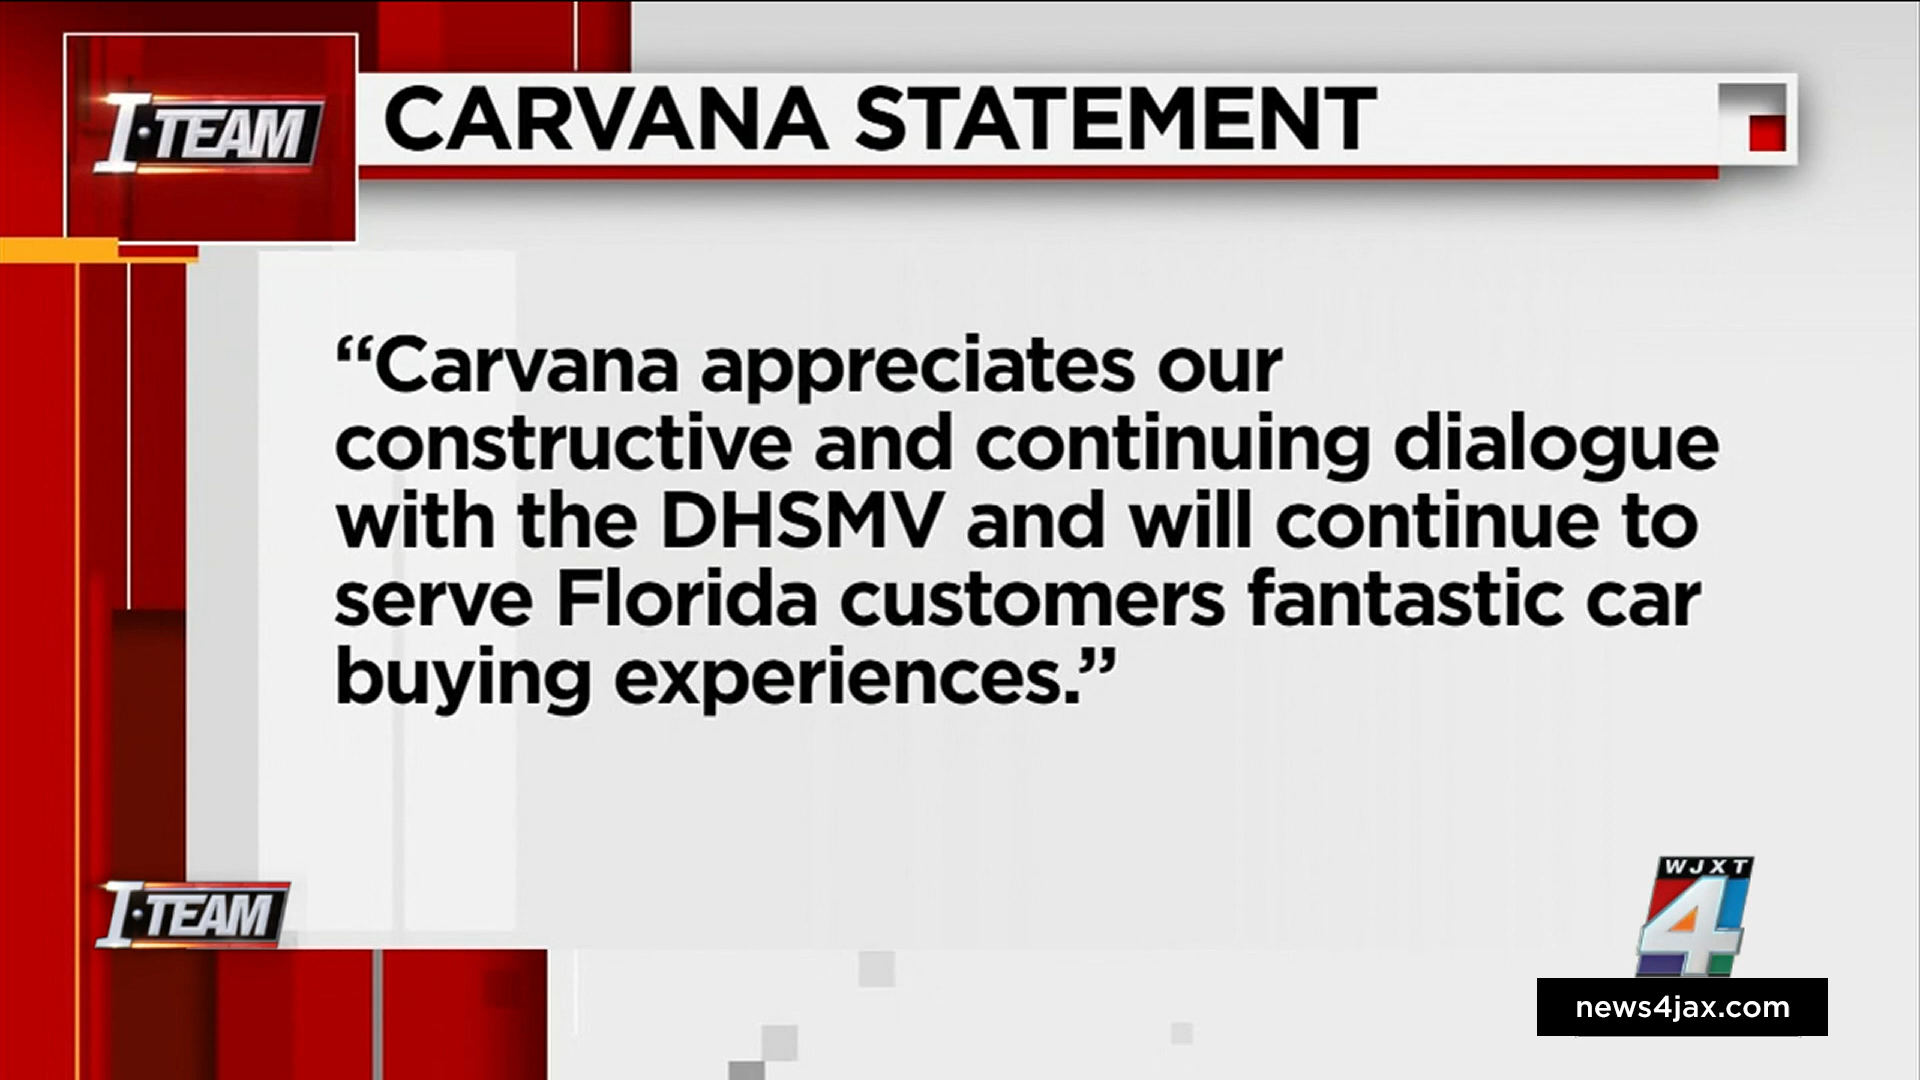 I·TEAM
CARVANA STATEMENT
“Carvana appreciates our
constructive and continuing dialogue
with the DHSMV and will continue to
serve Florida customers fantastic car
buying experiences.”
I·TEAM
WJXT
4
news4jax.com